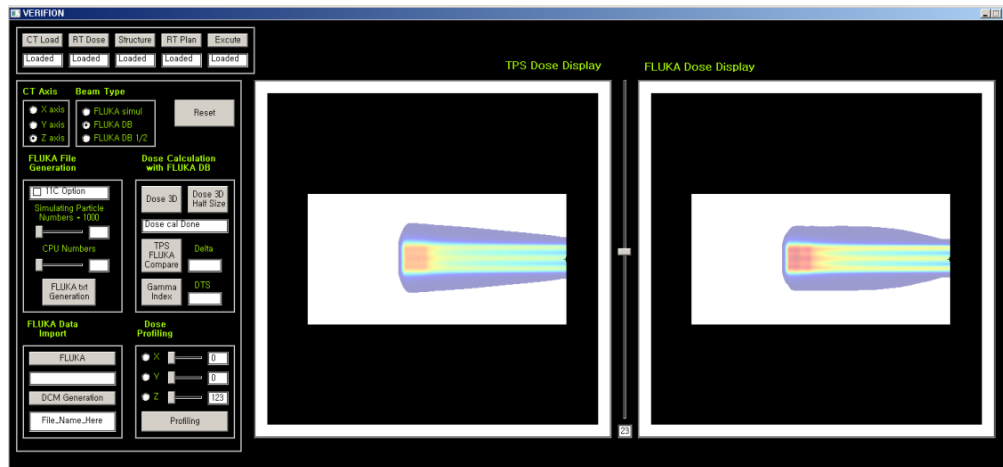 VERIFION
CT Load RT Dose Structure RT Plan Excute
Loaded Loaded Loaded Loaded Loaded
TPS Dose Display
FLUKA Dose Display
CT Axis Beam Type
X axis
Y axis
Z axis
FLUKA simul
FLUKA DB
FLUKA DB 1/2
Reset
FLUKA File
Generation
11C Option
Simulating Particle
Numbers * 1000
CPU Numbers
FLUKA txt
Generation
Dose Calculation
with FLUKA DB
Dose 3D
Dose 3D
Half Size
Dose cal Done
TPS
FLUKA
Compare
Delta
Gamma
Index
DTS
FLUKA Data
Import
FLUKA
DCM Generation
File_Name_Here
Dose
Profiling
X 0
Y 0
Z 123
Profiling
23